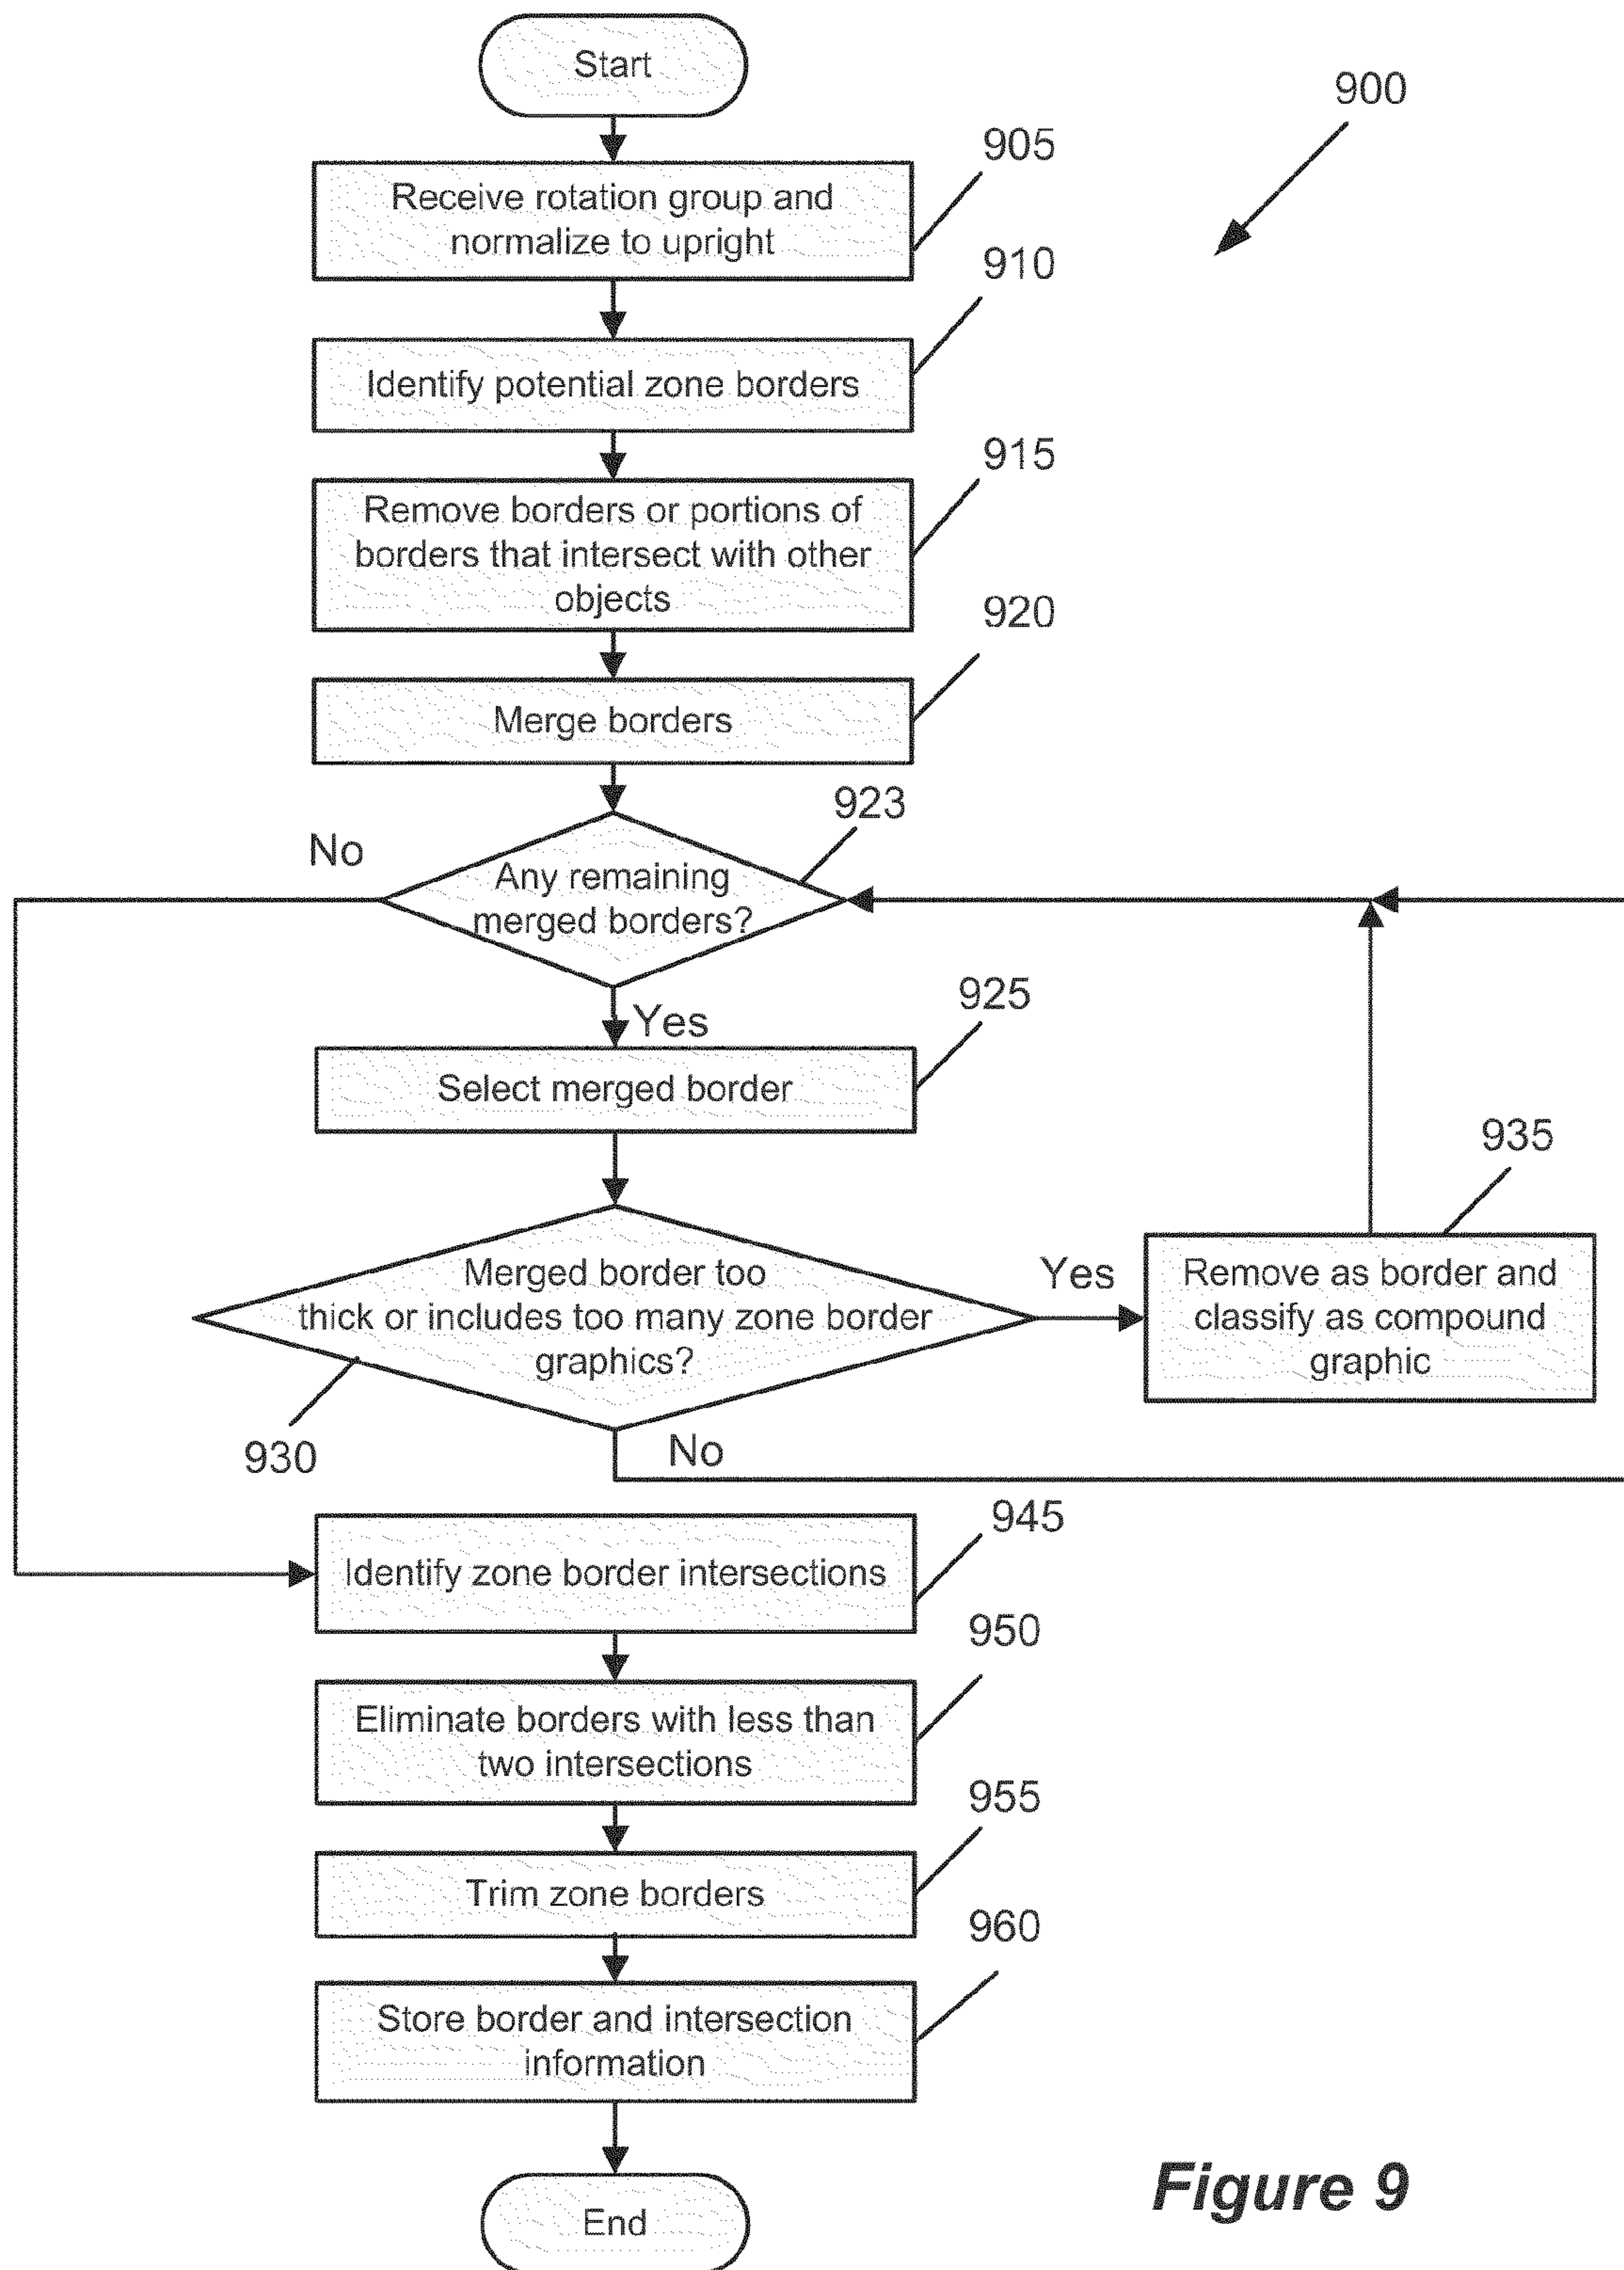 Start
900
905
Receive rotation group and
normalize to upright
910
Identify potential zone borders
915
Remove borders or portions of
borders that intersect with other
objects
920
Merge borders
923
No
Any remaining
merged borders?
Yes
925
Select merged border
935
Merged border too
thick or includes too many zone border
graphics?
Yes
Remove as border and
classify as compound
graphic
930
No
945
Identify zone border intersections
950
Eliminate borders with less than
two intersections
955
Trim zone borders
960
Store border and intersection
information
End
Figure 9